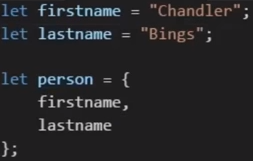 let firstname = "Chandler";
let lastname = "Bings";
let person = {
    firstname,
    lastname
};